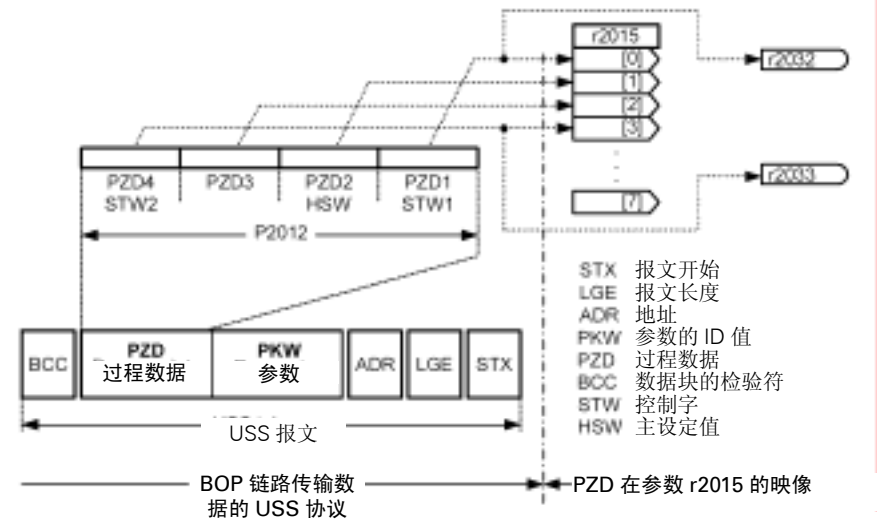 r2015
[0]
r2032
[1]
[2]
[3]
PZD4 PZD3 PZD2 PZD1
STW2 HSW STW1
r2033
[7]
P2012
STX 报文开始
LGE 报文长度
ADR 地址
PKW 参数的 ID 值
PZD 过程数据
BCC 数据块的检验符
STW 控制字
HSW 主设定值
BCC
PZD
过程数据
PKW
参数
ADR
LGE
STX
USS 报文
BOP 链路传输数
据的 USS 协议
PZD 在参数 r2015 的映像